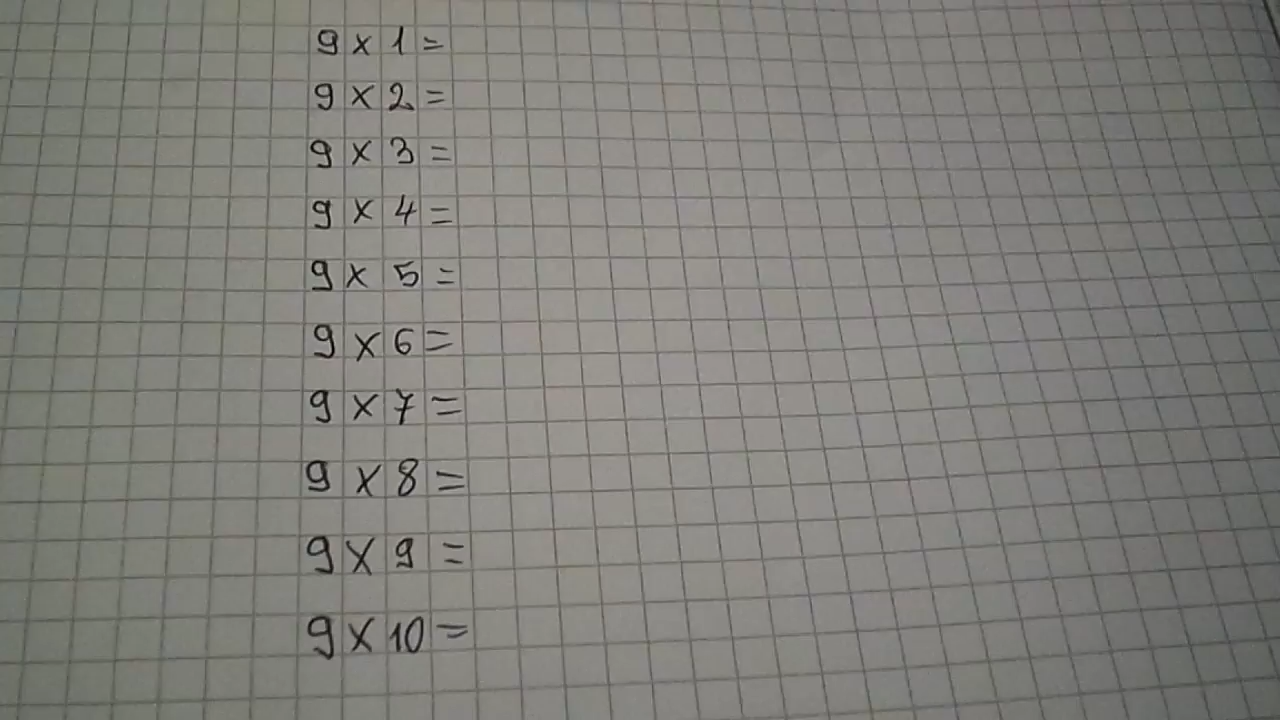 9 x 1 =
9 x 2 =
9 x 3 =
9 x 4 =
9 x 5 =
9 x 6 =
9 x 7 =
9 x 8 =
9 x 9 =
9 x 10 =